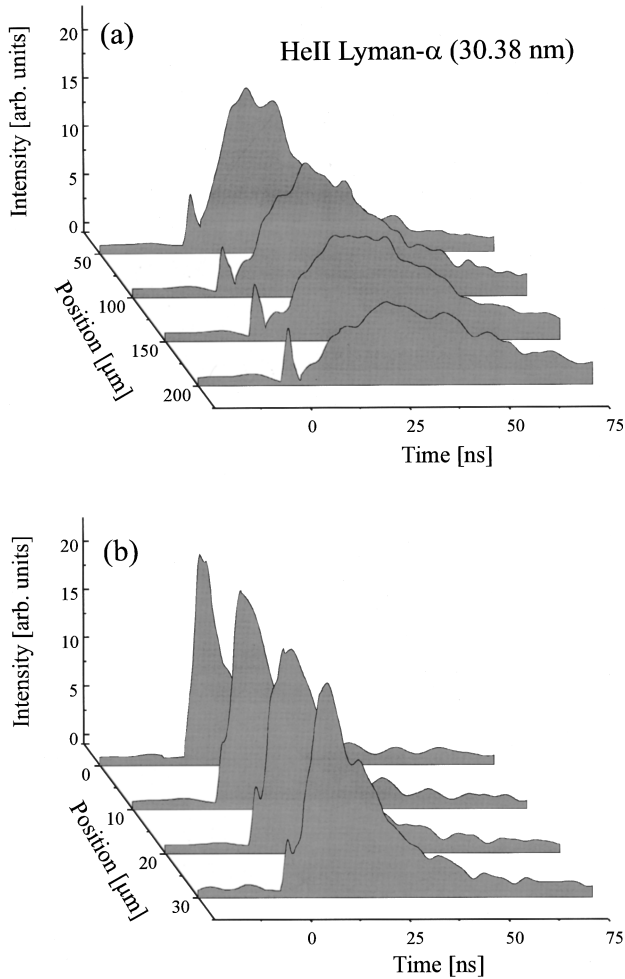 (a)
HeII Lyman-α (30.38 nm)
Intensity [arb. units]
20
15
10
5
0
50
100
150
200
Position [μm]
0
25
50
75
Time [ns]
(b)
Intensity [arb. units]
20
15
10
5
0
0
10
20
30
Position [μm]
0
25
50
75
Time [ns]